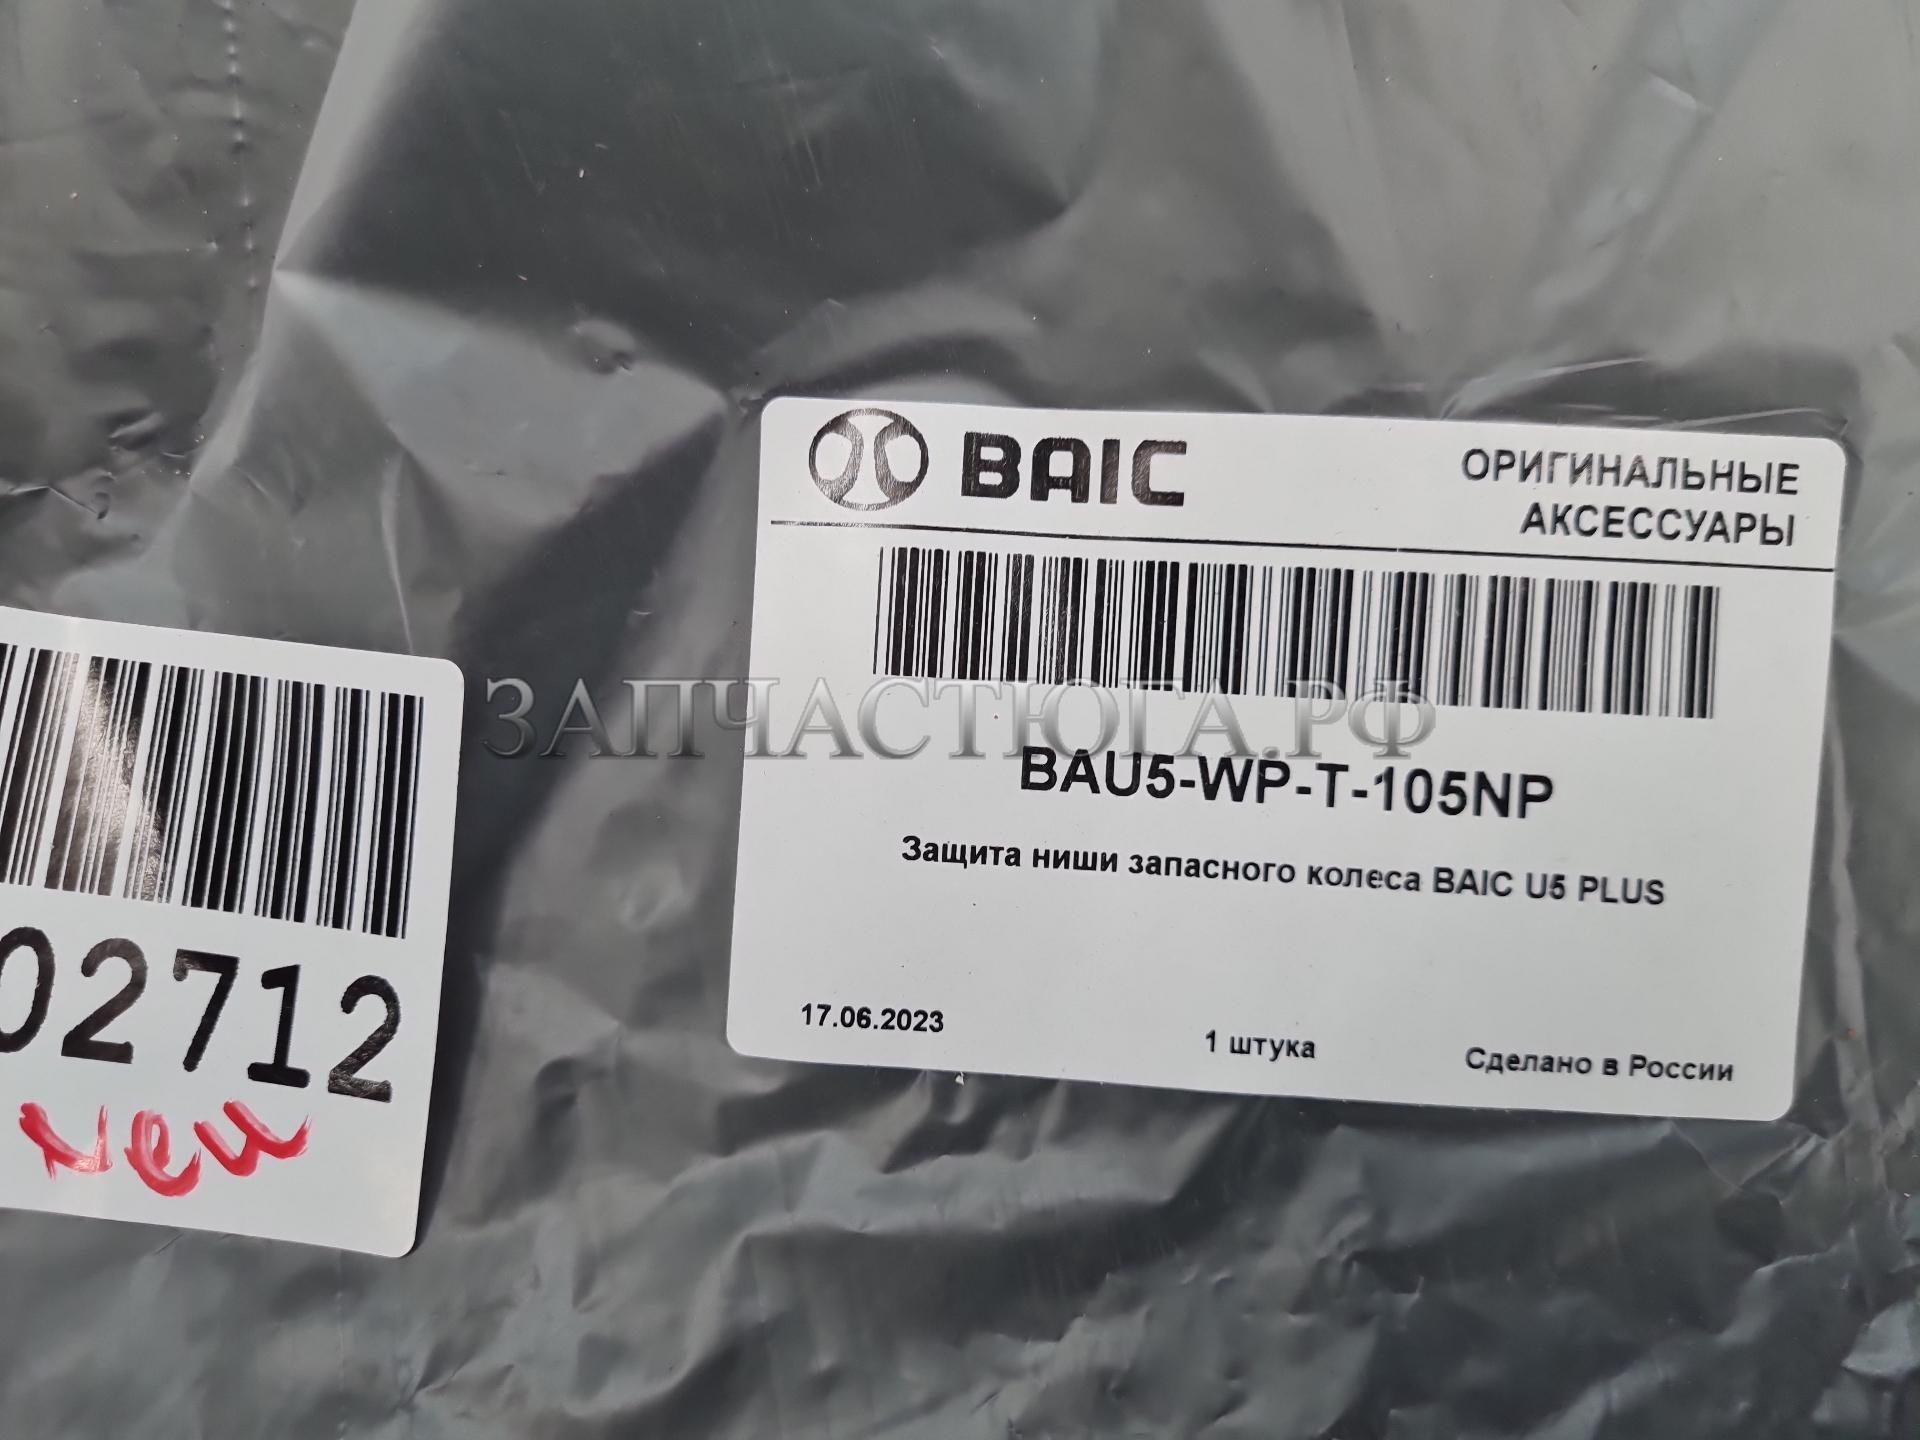 BAIC
ОРИГИНАЛЬНЫЕ
АКСЕССУАРЫ
ЗАПЧАСТЮГА.РФ
BAU5-WP-T-105NP
Защита ниши запасного колеса BAIC U5 PLUS
17.06.2023
1 штука
Сделано в России
02712